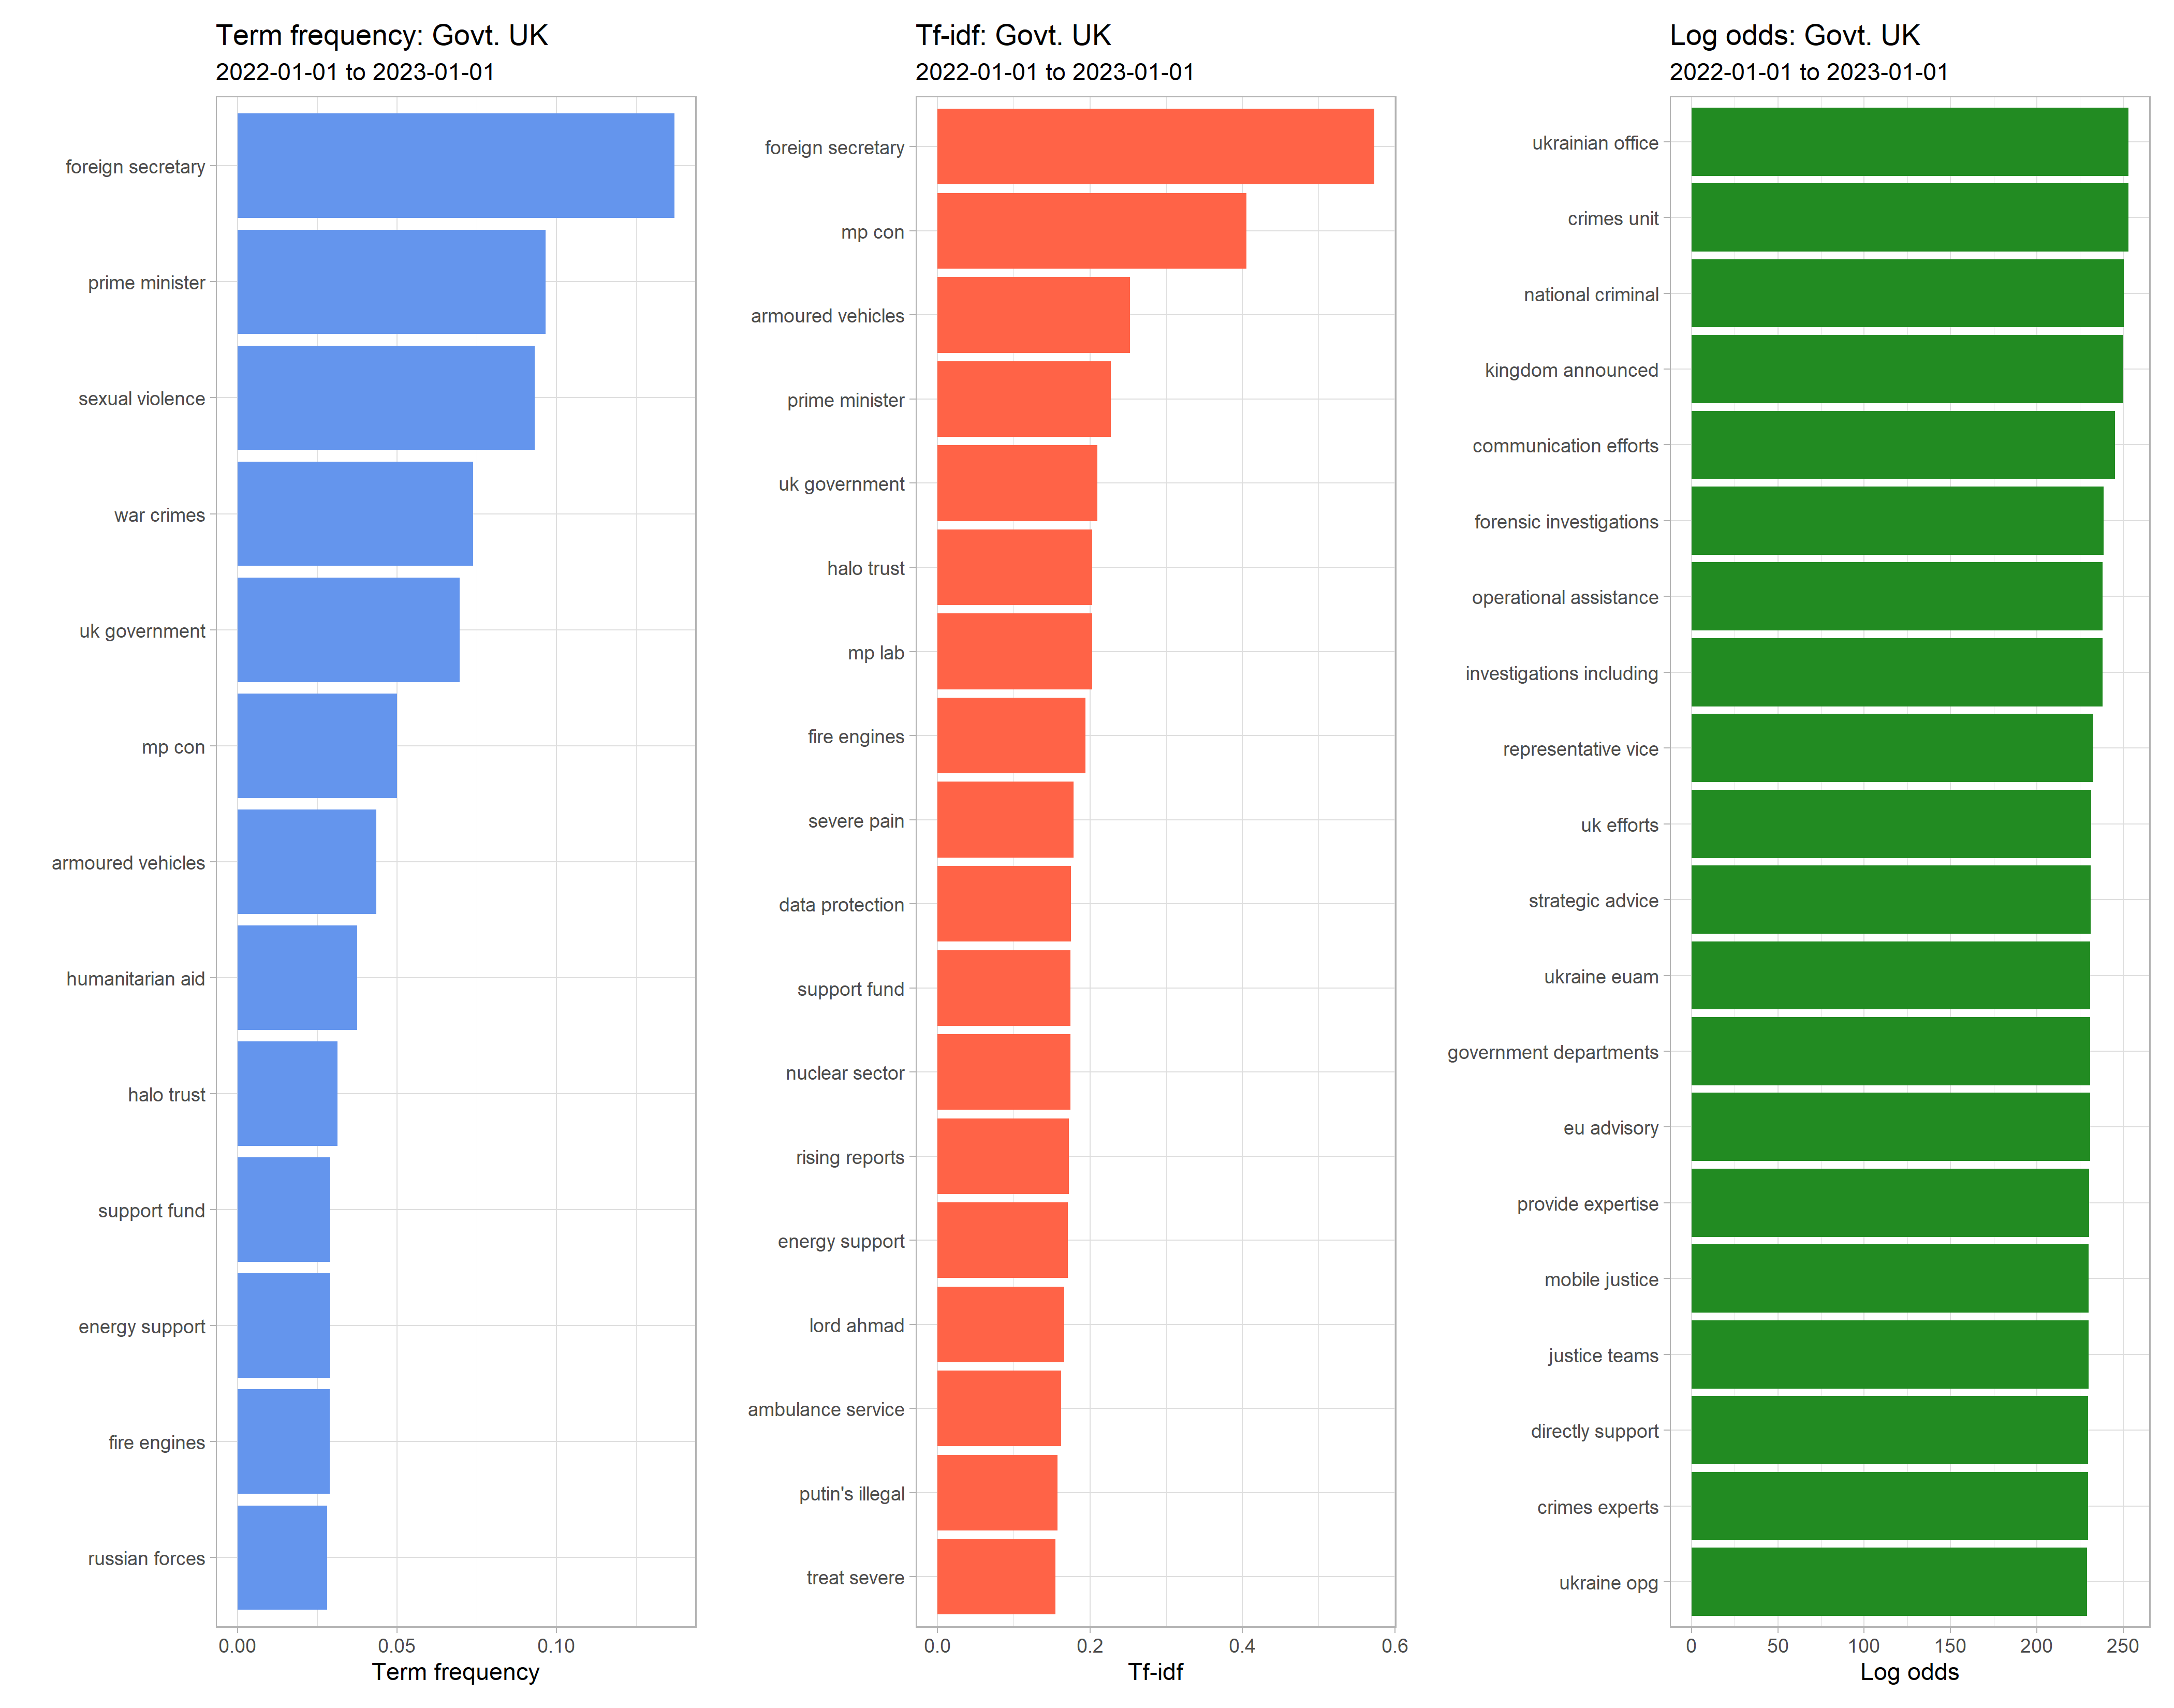 Term frequency: Govt. UK
2022-01-01 to 2023-01-01
foreign secretary
prime minister
sexual violence
war crimes
uk government
mp con
armoured vehicles
humanitarian aid
halo trust
support fund
energy support
fire engines
russian forces
0.00 0.05 0.10
Term frequency
Tf-idf: Govt. UK
2022-01-01 to 2023-01-01
foreign secretary
mp con
armoured vehicles
prime minister
uk government
halo trust
mp lab
fire engines
severe pain
data protection
support fund
nuclear sector
rising reports
energy support
lord ahmad
ambulance service
putin's illegal
treat severe
0.0 0.2 0.4 0.6
Tf-idf
Log odds: Govt. UK
2022-01-01 to 2023-01-01
ukrainian office
crimes unit
national criminal
kingdom announced
communication efforts
forensic investigations
operational assistance
investigations including
representative vice
uk efforts
strategic advice
ukraine euam
government departments
eu advisory
provide expertise
mobile justice
justice teams
directly support
crimes experts
ukraine opg
0 50 100 150 200 250
Log odds